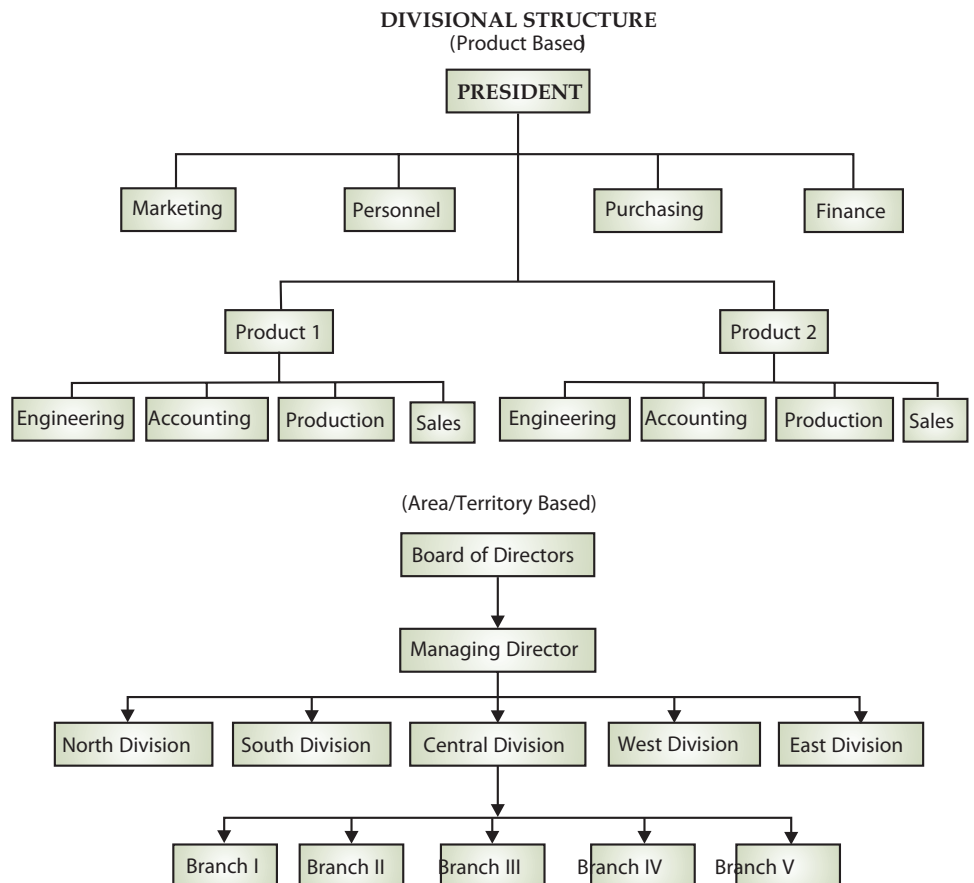 DIVISIONAL STRUCTURE
(Product Based)
PRESIDENT
Marketing
Personnel
Purchasing
Finance
Product 1
Product 2
Engineering
Accounting
Production
Sales
Engineering
Accounting
Production
Sales
(Area/Territory Based)
Board of Directors
Managing Director
North Division
South Division
Central Division
West Division
East Division
Branch I
Branch II
Branch III
Branch IV
Branch V